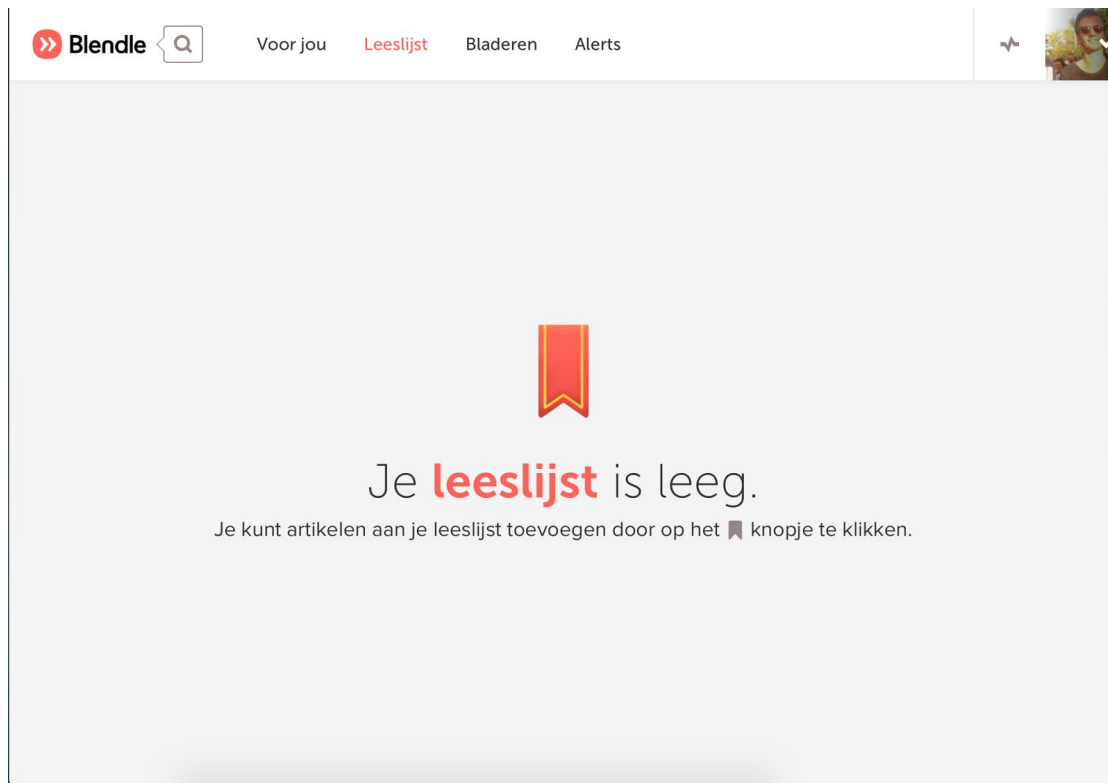 Blendle Voor jou Leeslijst Bladeren Alerts
Je leeslijst is leeg.
Je kunt artikelen aan je leeslijst toevoegen door op het knopje te klikken.